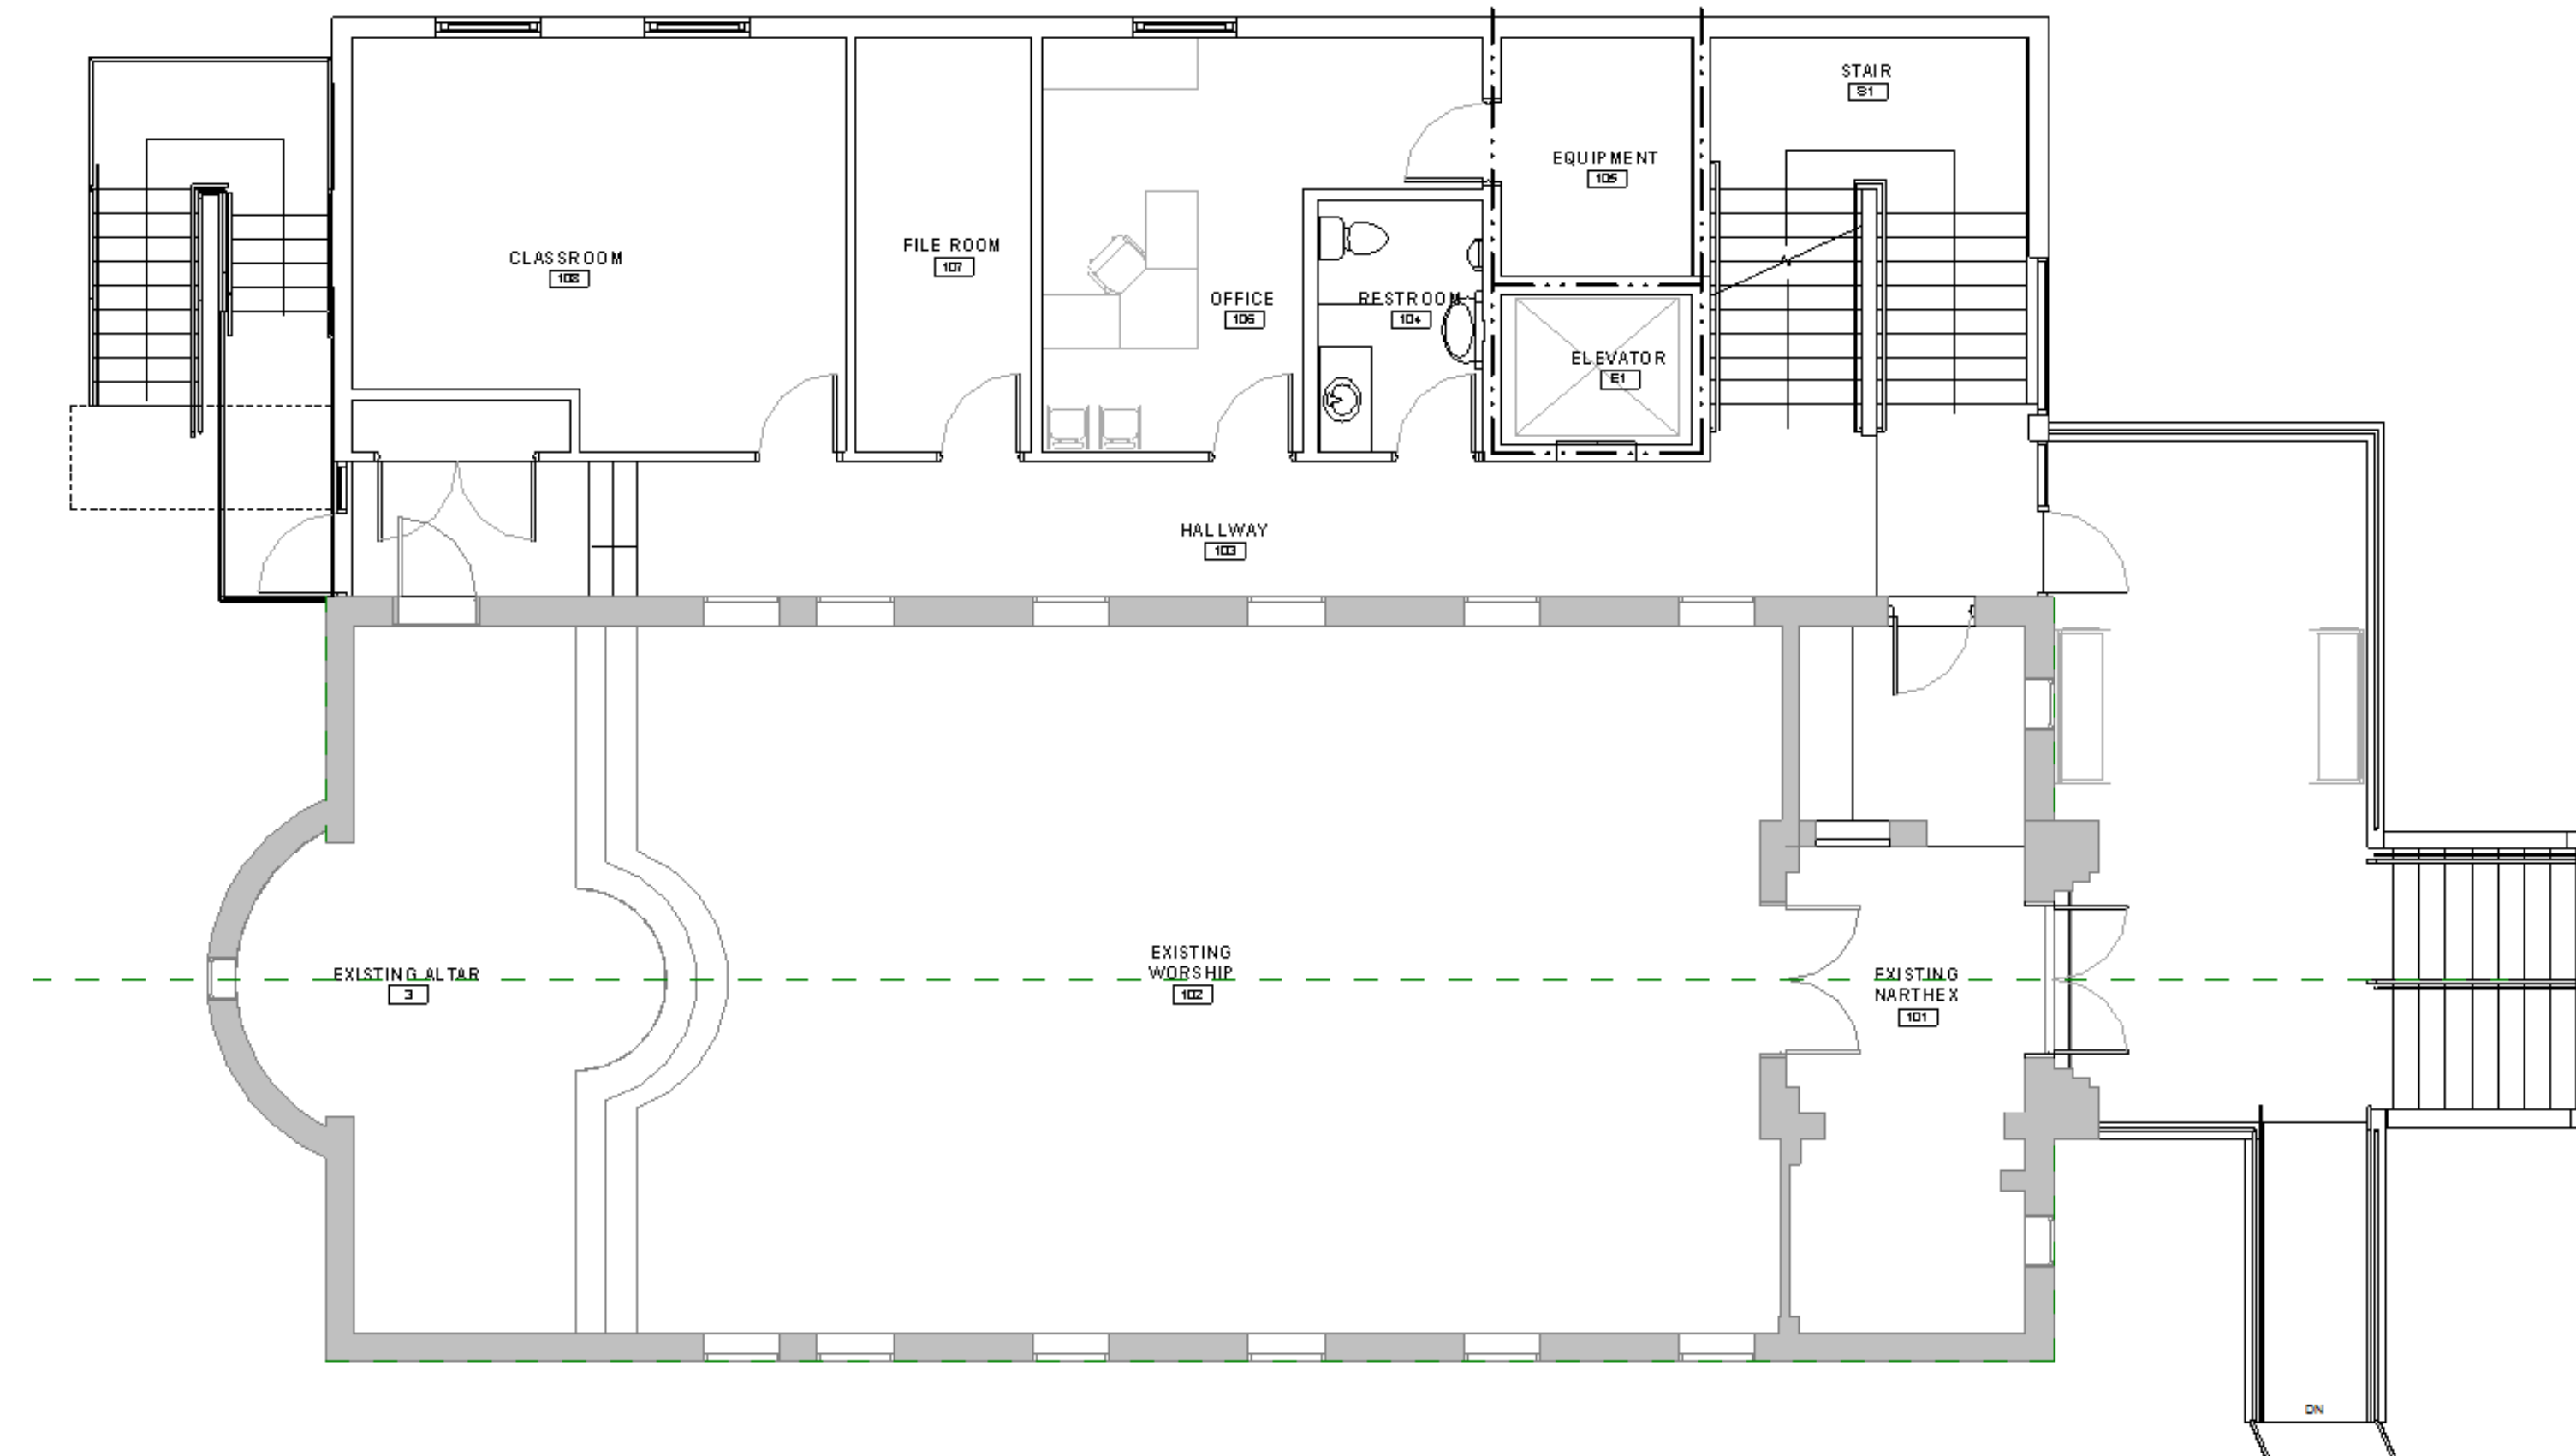 STAIR
S1
EQUIPMENT
105
FILE ROOM
107
CLASSROOM
108
OFFICE
106
RESTROOM
104
ELEVATOR
E1
HALLWAY
103
EXISTING ALTAR
3
EXISTING
WORSHIP
102
EXISTING
NARTHEX
101
DN